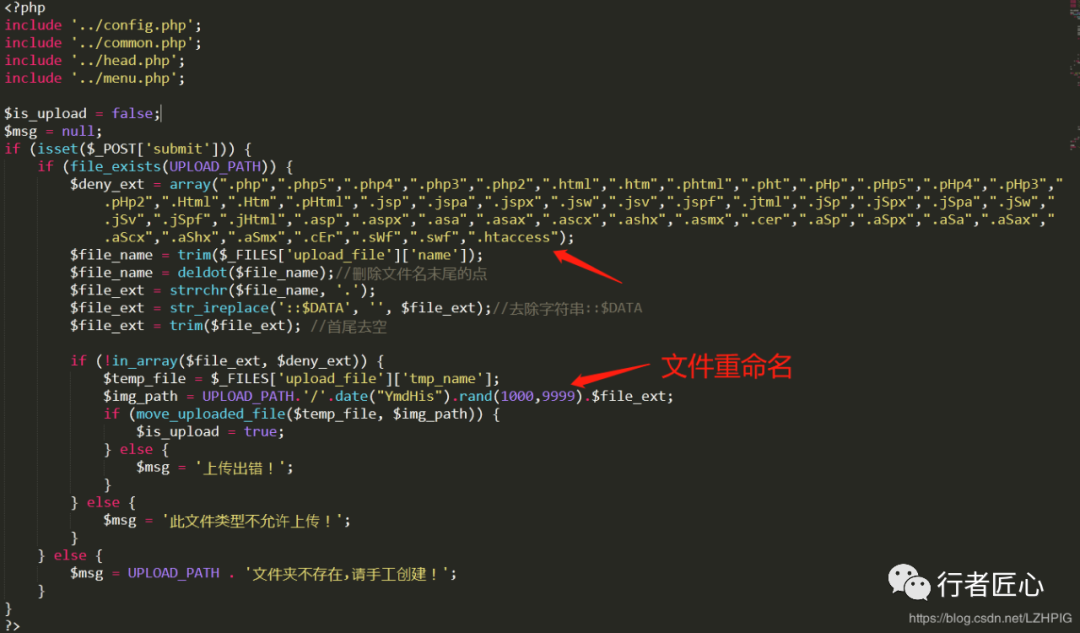 <?php
include '../config.php';
include '../common.php';
include '../head.php';
include '../menu.php';
$is_upload = false;
$msg = null;
if (isset($_POST['submit'])) {
if (file_exists(UPLOAD_PATH)) {
$deny_ext = array(".php",".php5",".php4",".php3",".php2",".html",".htm",".phtml",".pht",".pHp",".pHp5",".pHp4",".pHp3","
.pHp2",".Html",".Htm",".pHtml",".jsp",".jspa",".jspx",".jsw",".jsv",".jspf",".jtml",".jSp",".jSpx",".jSpa",".jSw","
.jSv",".jSpf",".jHtml",".asp",".aspx",".asa",".asax",".ascx",".ashx",".asmx",".cer",".aSp",".aSpx",".aSa",".aSax","
.aScx",".aShx",".aSmx",".cEr",".sWf",".swf",".htaccess");
$file_name = trim($_FILES['upload_file']['name']);
$file_name = deldot($file_name);//删除文件名末尾的点
$file_ext = strrchr($file_name, '.');
$file_ext = str_ireplace('::$DATA', '', $file_ext);//去除字符串::$DATA
$file_ext = trim($file_ext); //首尾去空
if (!in_array($file_ext, $deny_ext)) {
文件重命名
$temp_file = $_FILES['upload_file']['tmp_name'];
$img_path = UPLOAD_PATH.'/'.date("YmdHis").rand(1000,9999).$file_ext;
if (move_uploaded_file($temp_file, $img_path)) {
$is_upload = true;
} else {
$msg = '上传出错！';
}
} else {
$msg = '此文件类型不允许上传！';
}
} else {
$msg = UPLOAD_PATH . '文件夹不存在,请手工创建！';
}
}
?>
行者匠心
https://blog.csdn.net/LZHPIG